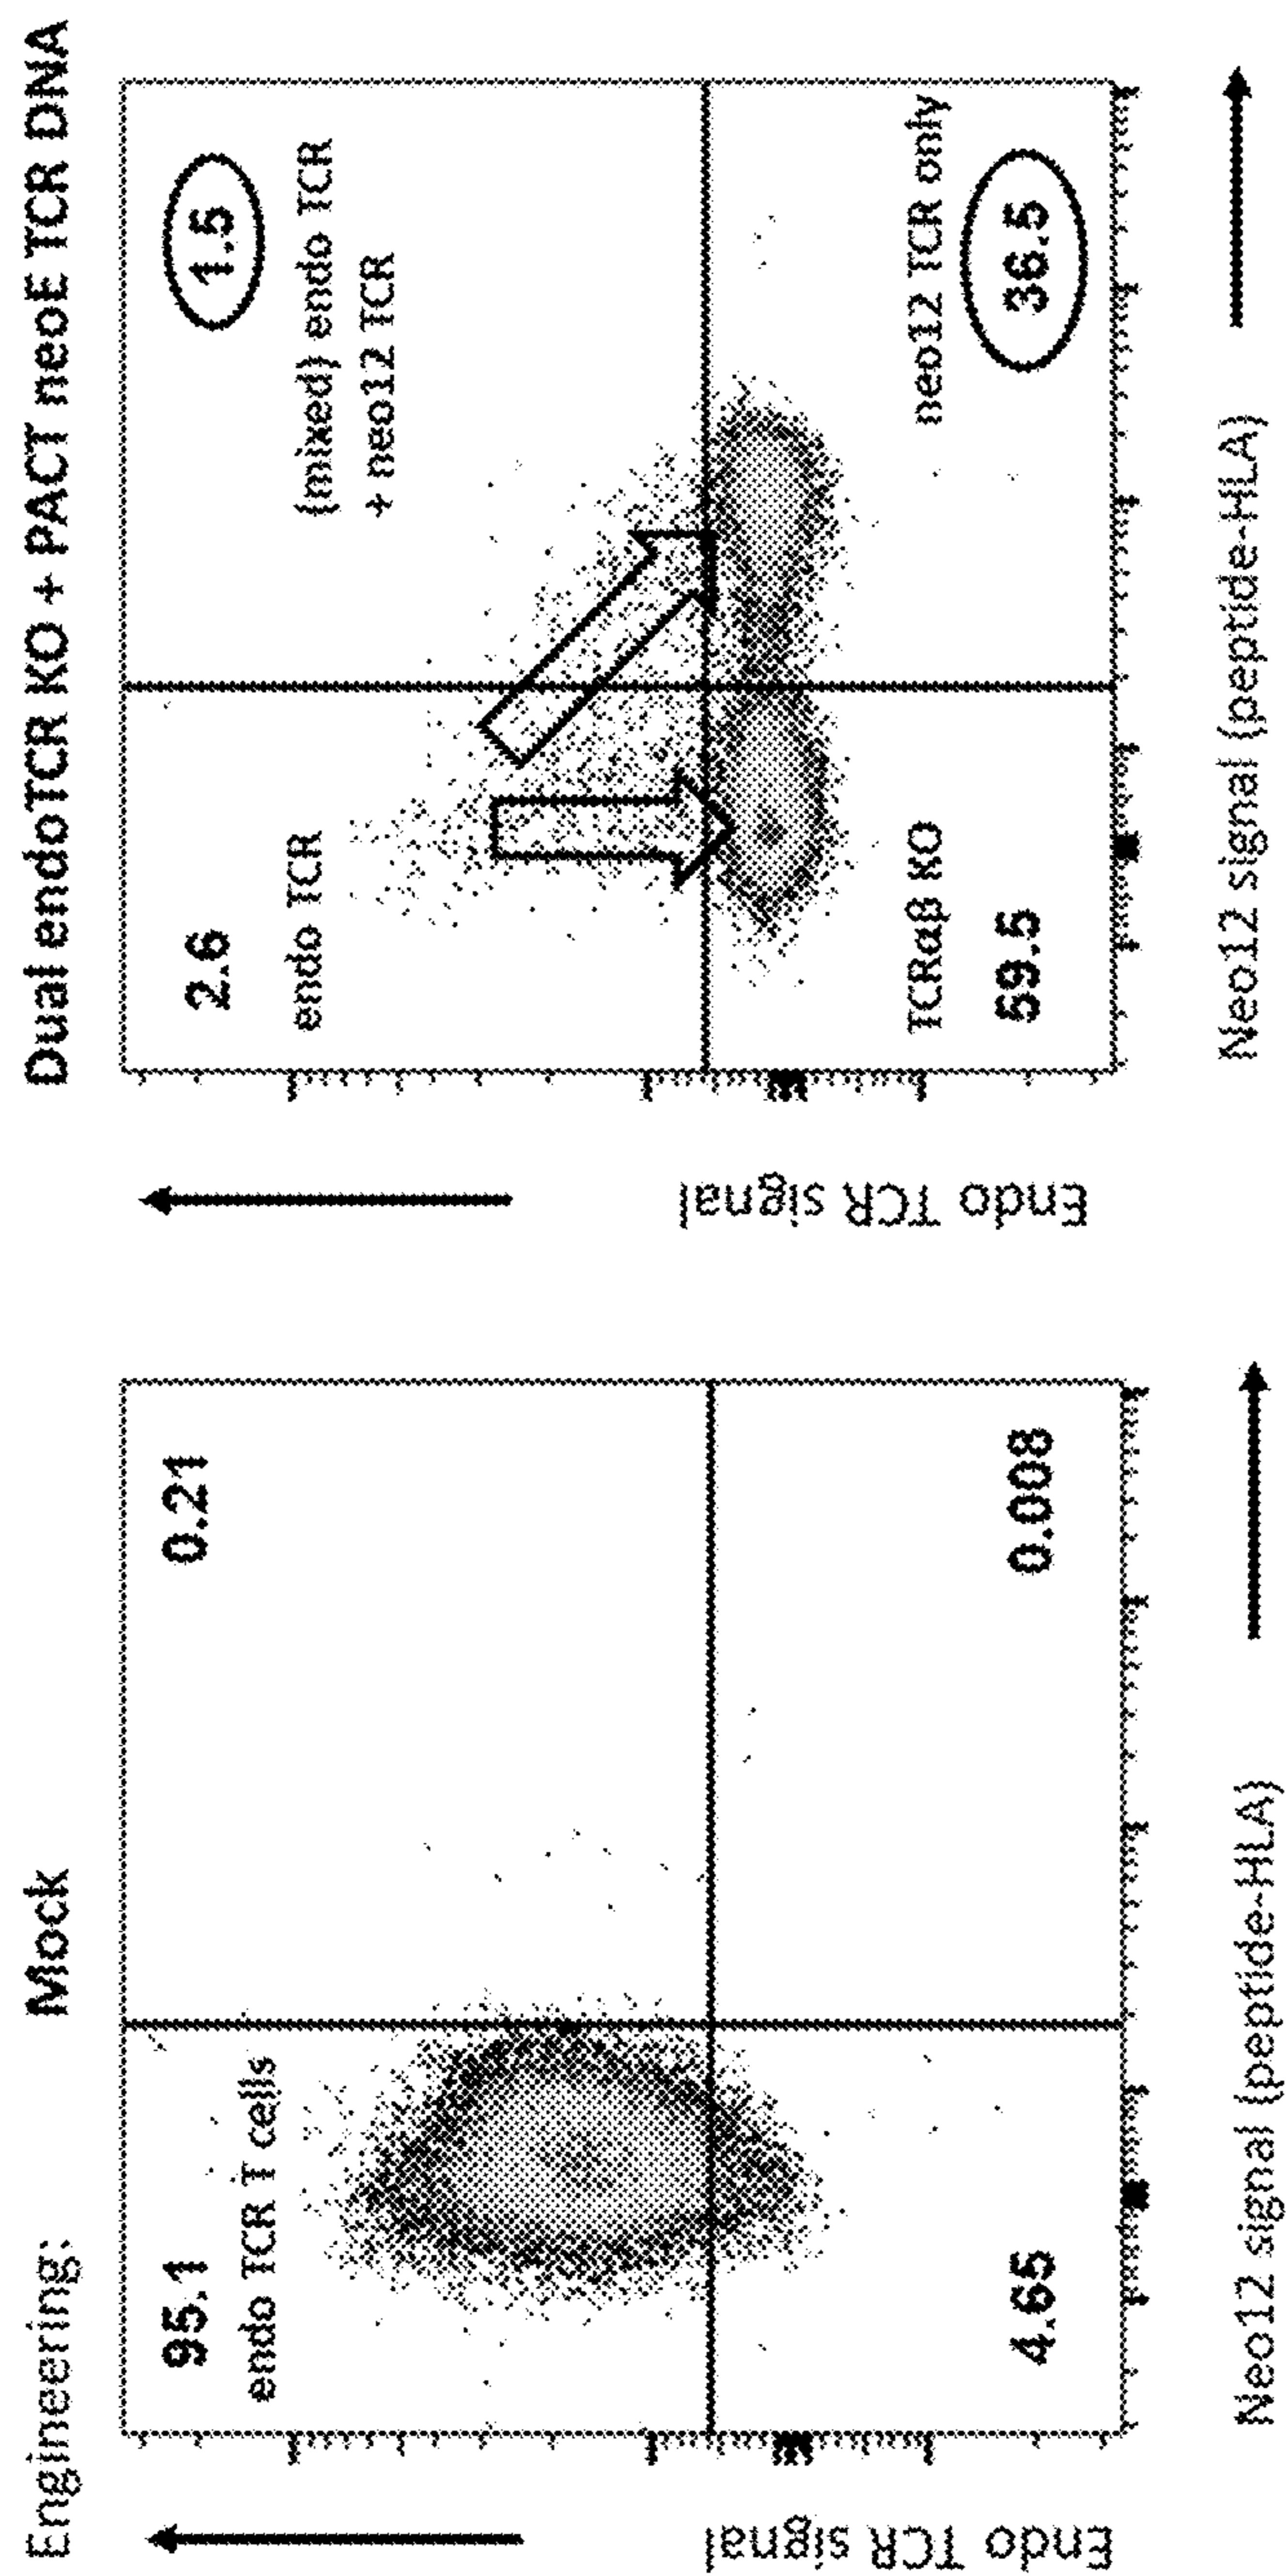 Engineering:
Mock
95.1
endo TCR T cells
0.21
4.65
0.008
Endo TCR signal
Neo12 signal (peptide-HLA)
Dual endoTCR KO + PACT neoE TCR DNA
2.6
endo TCR
1.5
(mixed) endo TCR
+ neo12 TCR
TCRαβ KO
59.5
neo12 TCR only
36.5
Endo TCR signal
Neo12 signal (peptide-HLA)